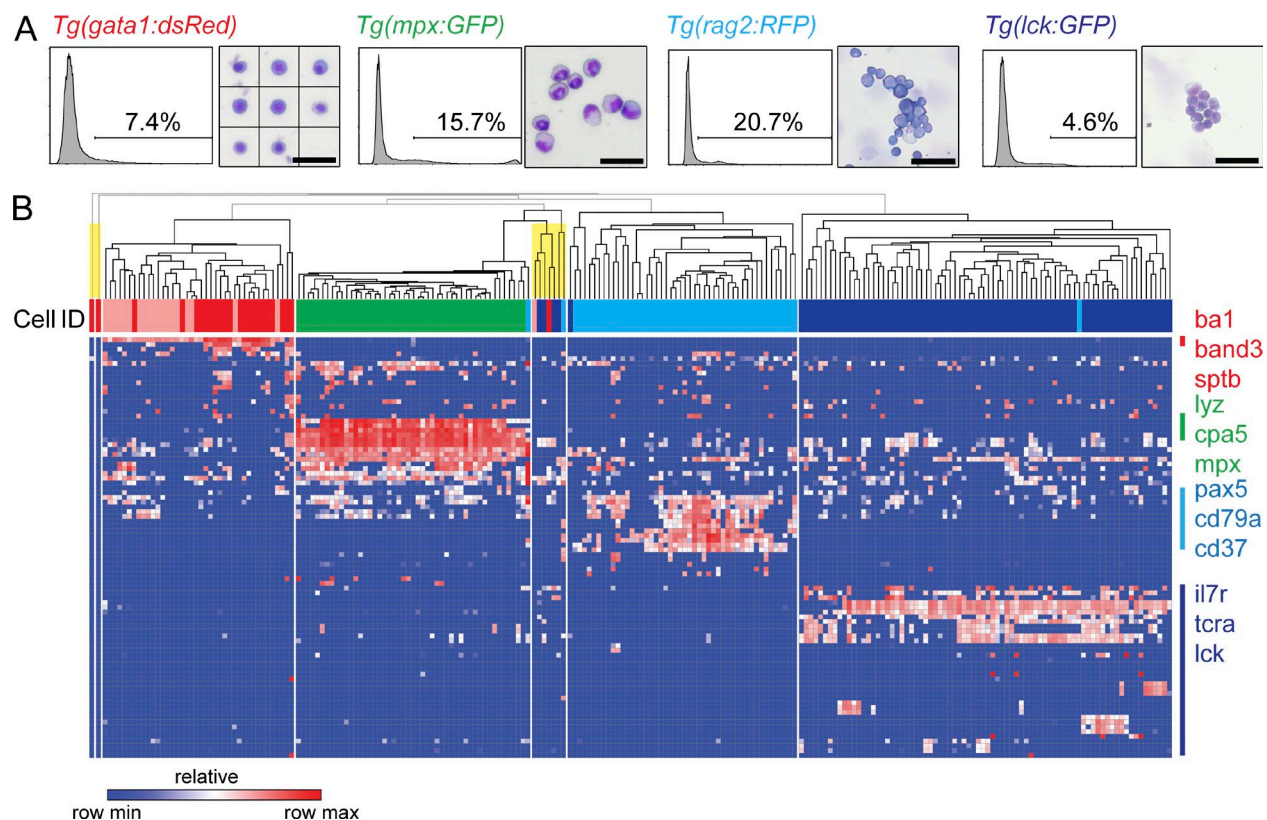 A
Tg(gata1:dsRed)
7.4%
Tg(mpx:GFP)
15.7%
Tg(rag2:RFP)
20.7%
Tg(lck:GFP)
4.6%
B
Cell ID
ba1
band3
sptb
lyz
cpa5
mpx
pax5
cd79a
cd37
il7r
tcra
lck
relative
row min row max